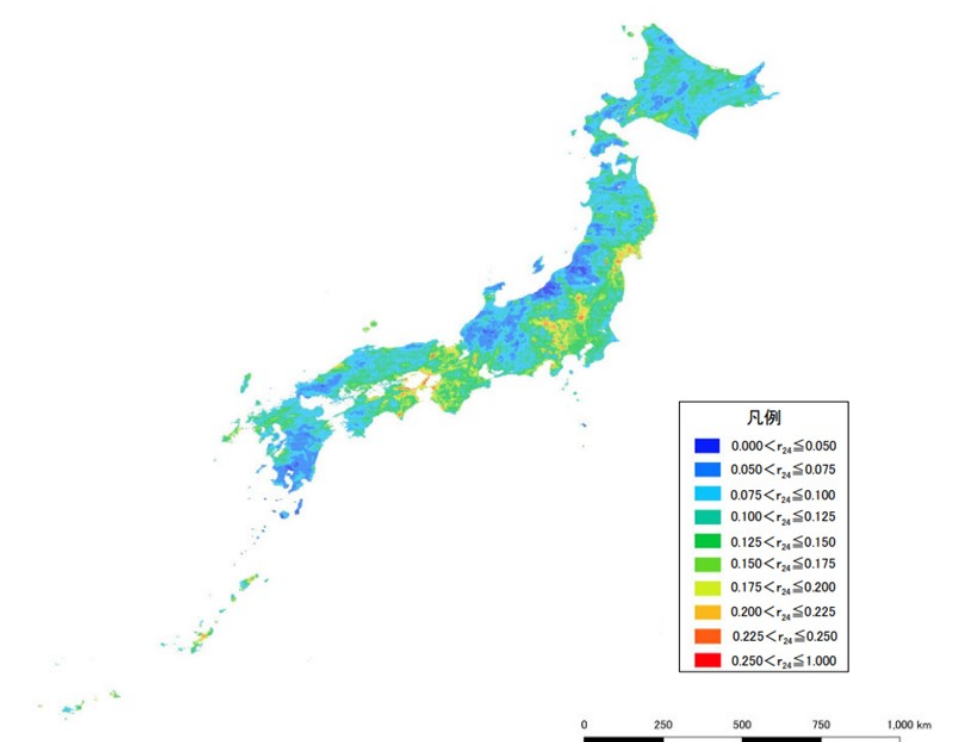 凡例
0.000<r24≦0.050
0.050<r24≦0.075
0.075<r24≦0.100
0.100<r24≦0.125
0.125<r24≦0.150
0.150<r24≦0.175
0.175<r24≦0.200
0.200<r24≦0.225
0.225<r24≦0.250
0.250<r24≦1.000
0 250 500 750 1,000 km